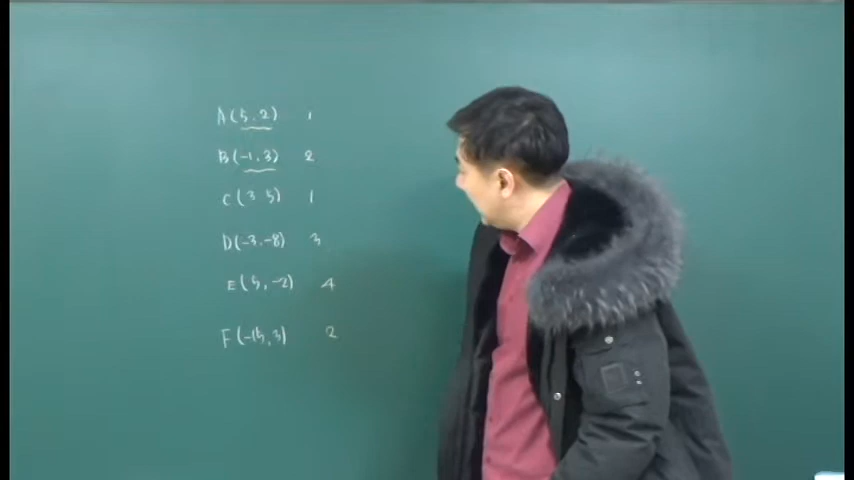 A(5.2) 1
B(-1,3) 2
C(3 5) 1
D(-3,-8) 3
E(5,-2) 4
F(-15,3) 2